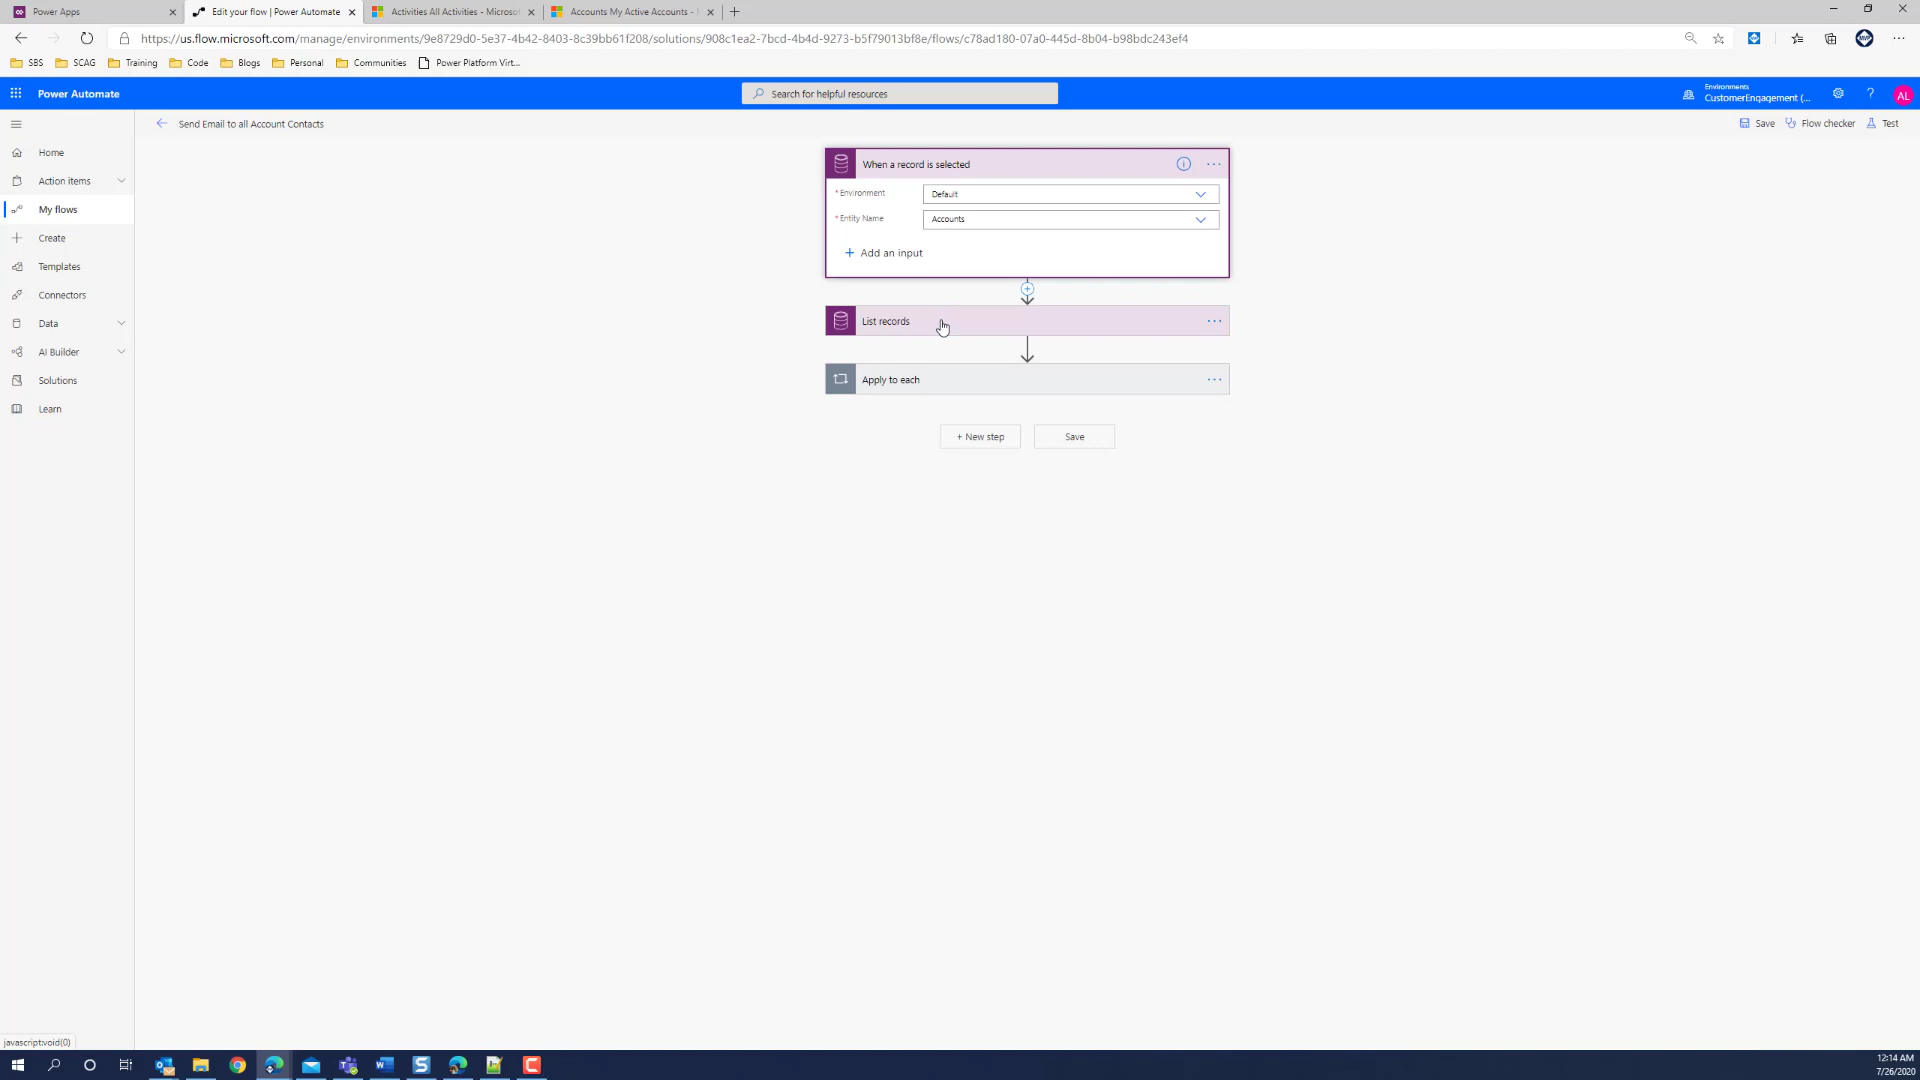 Power Apps
Edit your flow | Power Automate
Activities All Activities - Microso
Accounts My Active Accounts -
https://us.flow.microsoft.com/manage/environments/9e8729d0-5e37-4b42-8403-8c39bb61f208/solutions/908c1ea2-7bcd-4b4d-9273-b5f79013bf8e/flows/c78ad180-07a0-445d-8b04-b98bdc243ef4
SBS
SCAG
Training
Code
Blogs
Personal
Communities
Power Platform Virt...
Power Automate
Search for helpful resources
Environments
CustomerEngagement (...
?
AL
Send Email to all Account Contacts
Save
Flow checker
Test
Home
Action items
My flows
Create
Templates
Connectors
Data
AI Builder
Solutions
Learn
When a record is selected
* Environment
Default
* Entity Name
Accounts
Add an input
List records
Apply to each
+ New step
Save
javascript:void(0)
12:14 AM
7/26/2020